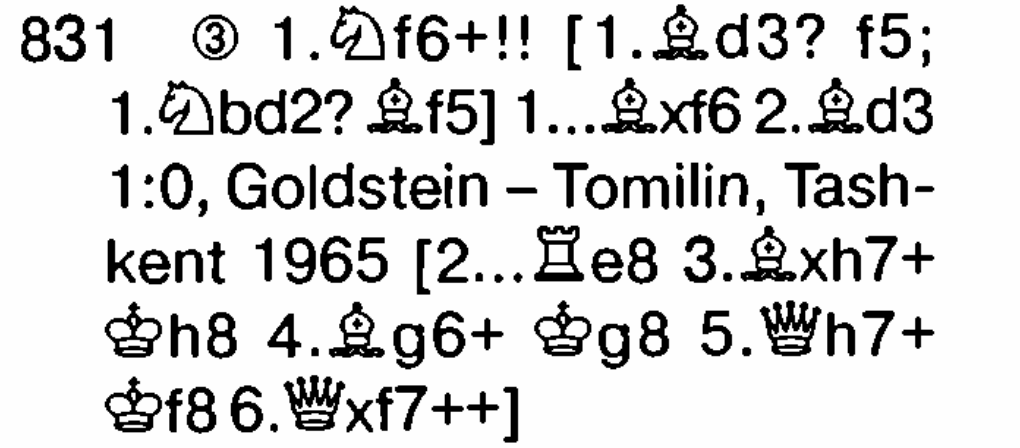 831 ③ 1.♘f6+!! [1.♗d3? f5;
1.♘bd2? ♗f5] 1...♗xf6 2.♗d3
1:0, Goldstein – Tomilin, Tash-
kent 1965 [2...♖e8 3.♗xh7+
♔h8 4.♗g6+ ♔g8 5.♕h7+
♔f8 6.♕xf7++]